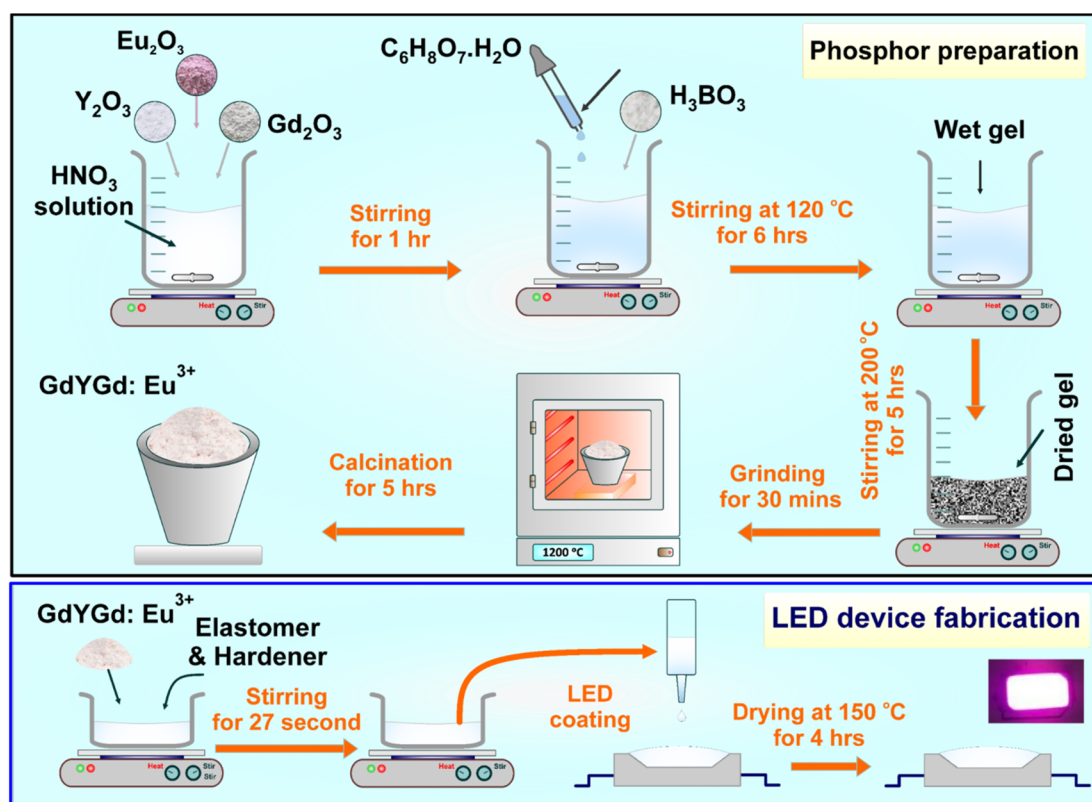 Phosphor preparation
Eu₂O₃
Y₂O₃
Gd₂O₃
HNO₃
solution
Heat
Stir
Stirring
for 1 hr
C₆H₈O₇.H₂O
H₃BO₃
Heat
Stir
Stirring at 120 °C
for 6 hrs
Wet gel
Heat
Stir
Stirring at 200 °C
for 5 hrs
Dried gel
Heat
Stir
Grinding
for 30 mins
1200 °C
Calcination
for 5 hrs
GdYGd: Eu³⁺
LED device fabrication
GdYGd: Eu³⁺
Elastomer
& Hardener
Heat
Stir
Stir
Stirring
for 27 second
Heat
Stir
LED
coating
Drying at 150 °C
for 4 hrs